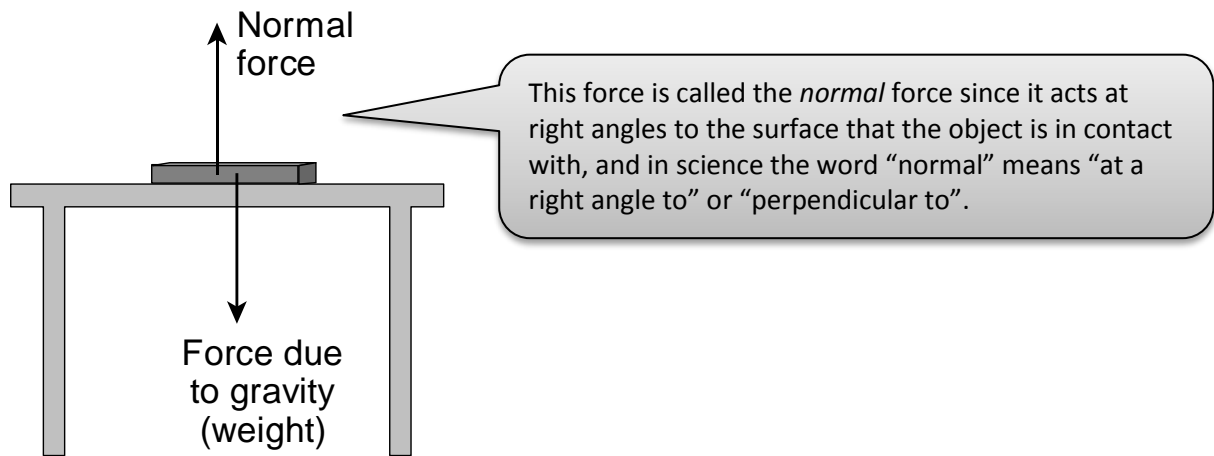 Normal
force
This force is called the normal force since it acts at
right angles to the surface that the object is in contact
with, and in science the word “normal” means “at a
right angle to” or “perpendicular to”.
Force due
to gravity
(weight)